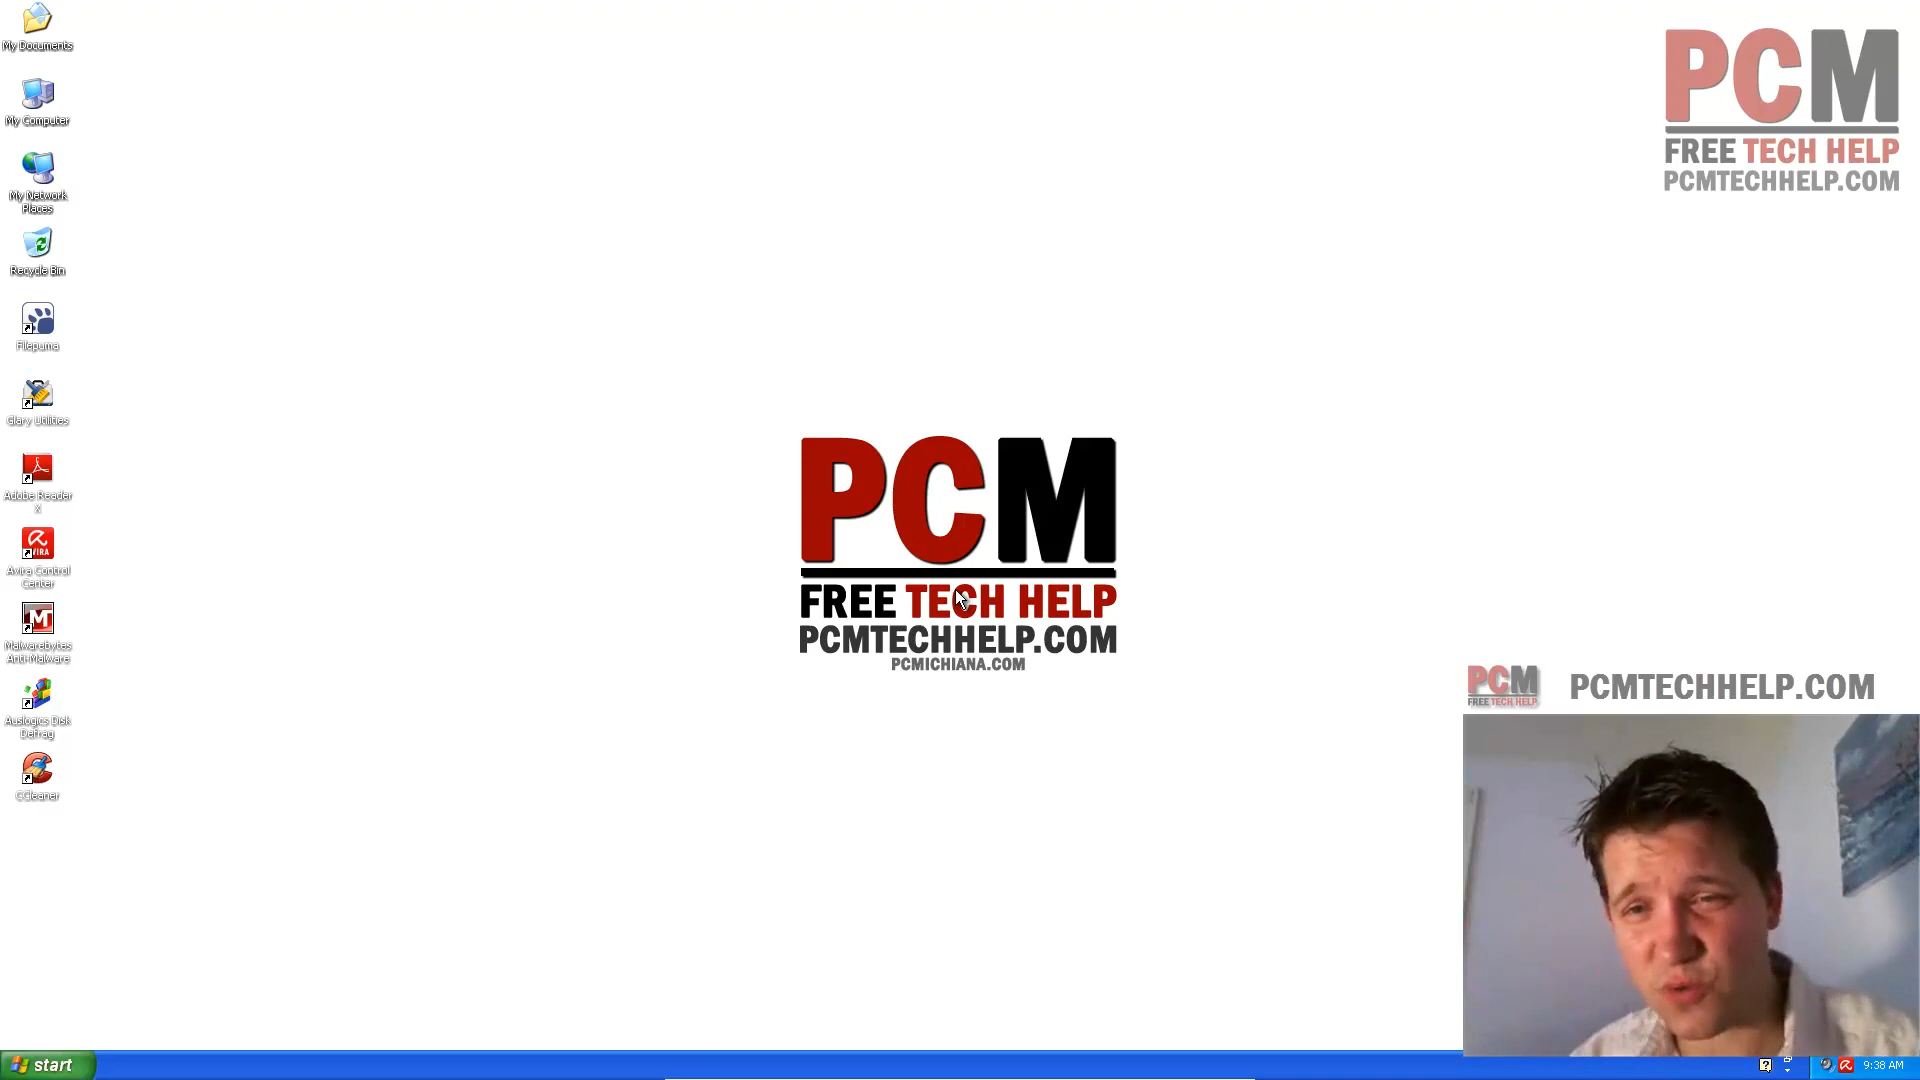 My Documents
My Computer
My Network
Places
Recycle Bin
Filepuma
Glary Utilities
Adobe Reader
X
AVIRA
Avira Control
Center
Malwarebytes
Anti-Malware
Auslogics Disk
Defrag
CCleaner
PCM
FREE TECH HELP
PCMTECHHELP.COM
PCMICHIANA.COM
PCM
FREE TECH HELP
PCMTECHHELP.COM
PCM
FREE TECH HELP
PCMTECHHELP.COM
start
9:38 AM